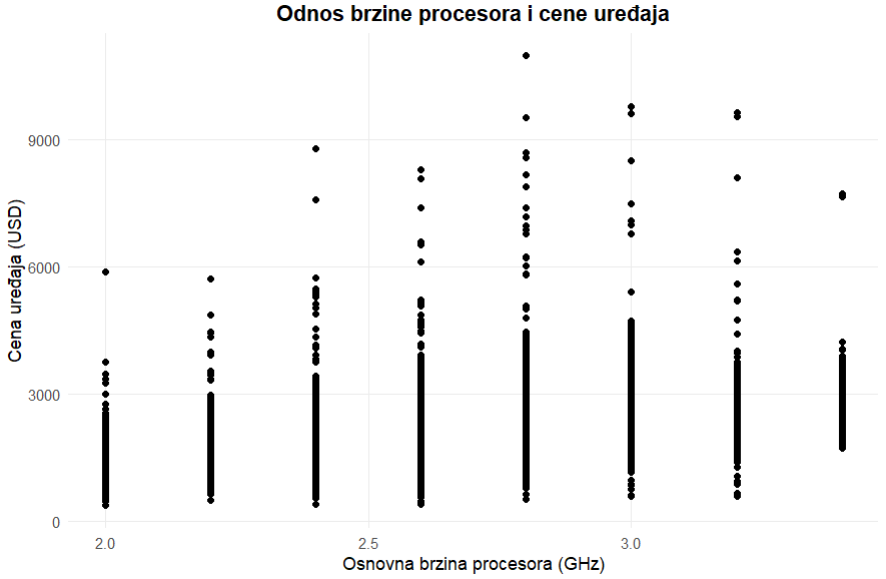 Odnos brzine procesora i cene uređaja
Cena uređaja (USD)
9000
6000
3000
0
2.0
2.5
3.0
Osnovna brzina procesora (GHz)